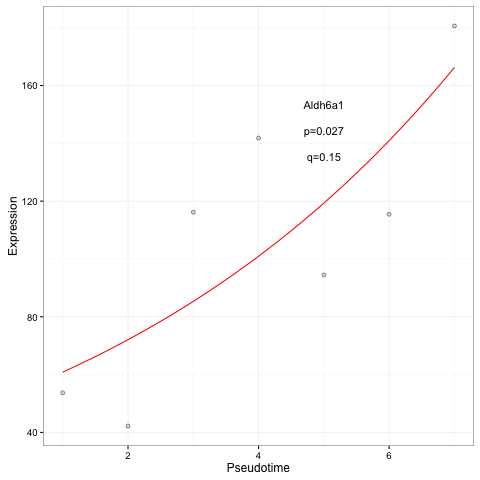 Aldh6a1
p=0.027
q=0.15
160
120
80
40
Expression
2 4 6
Pseudotime